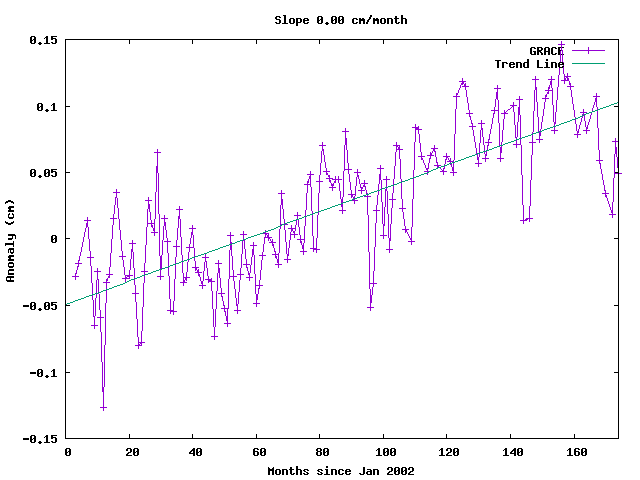 Slope 0.00 cm/month
0.15
GRACE
Trend Line
0.1
0.05
0
-0.05
-0.1
-0.15
Anomaly (cm)
0 20 40 60 80 100 120 140 160
Months since Jan 2002